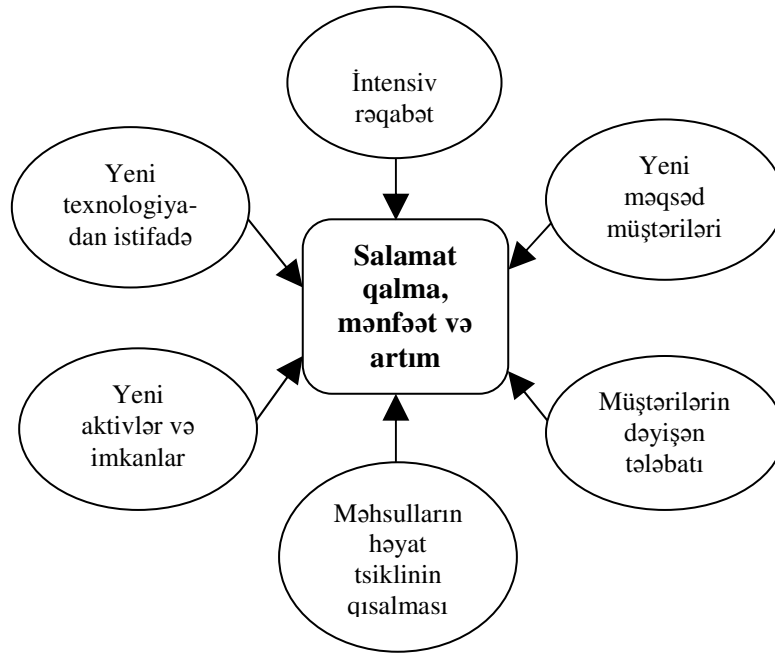 İntensiv
rəqabət
Yeni
texnologiya-
dan istifadə
Yeni
məqsəd
müştəriləri
Salamat
qalma,
mənfəət və
artım
Yeni
aktivlər və
imkanlar
Müştərilərin
dəyişən
tələbatı
Məhsulların
həyat
tsiklinin
qısalması